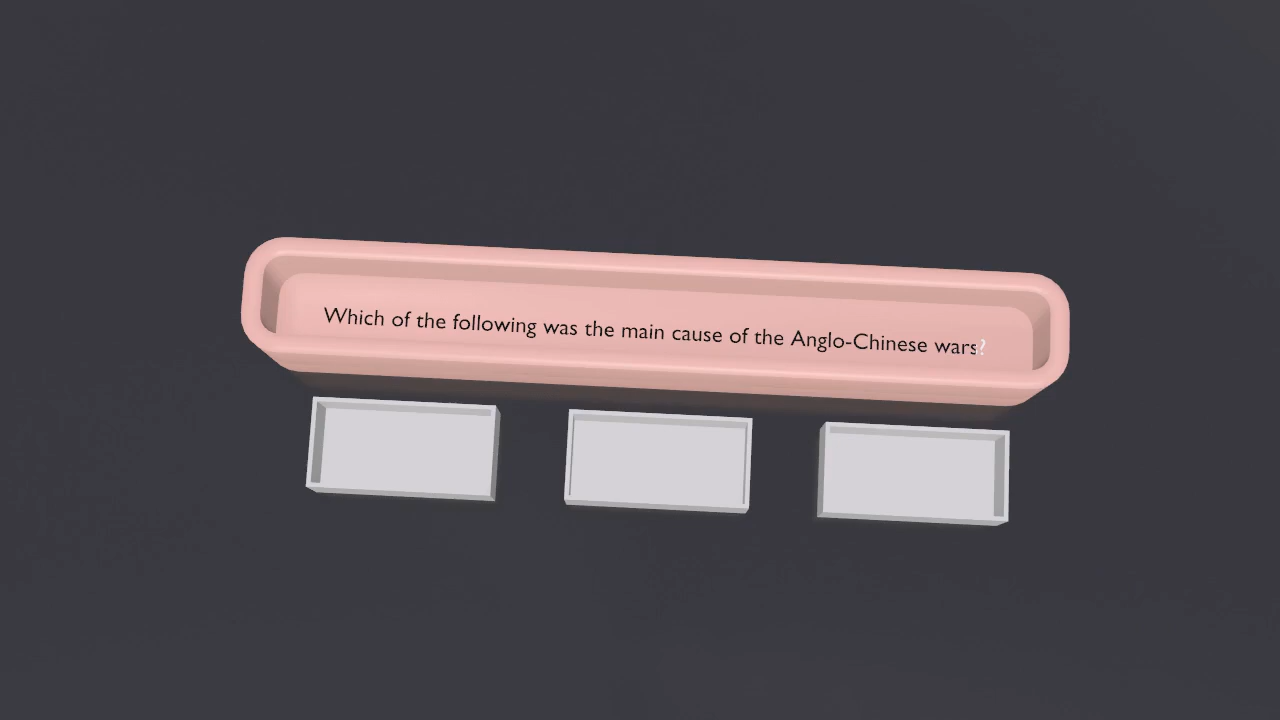 Which of the following was the main cause of the Anglo-Chinese wars?